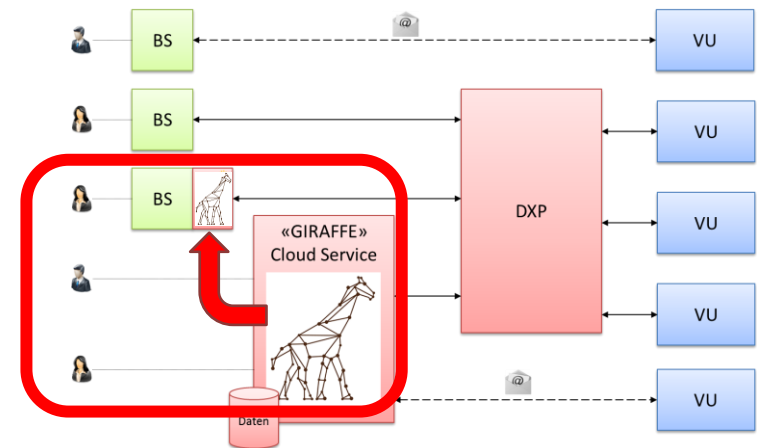 BS
@
VU
BS
VU
BS
DXP
VU
«GIRAFFE»
Cloud Service
VU
@
VU
Daten